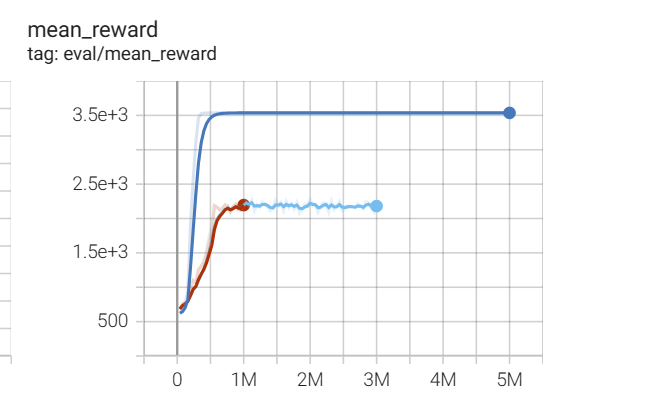 mean_reward
tag: eval/mean_reward
3.5e+3
2.5e+3
1.5e+3
500
0 1M 2M 3M 4M 5M